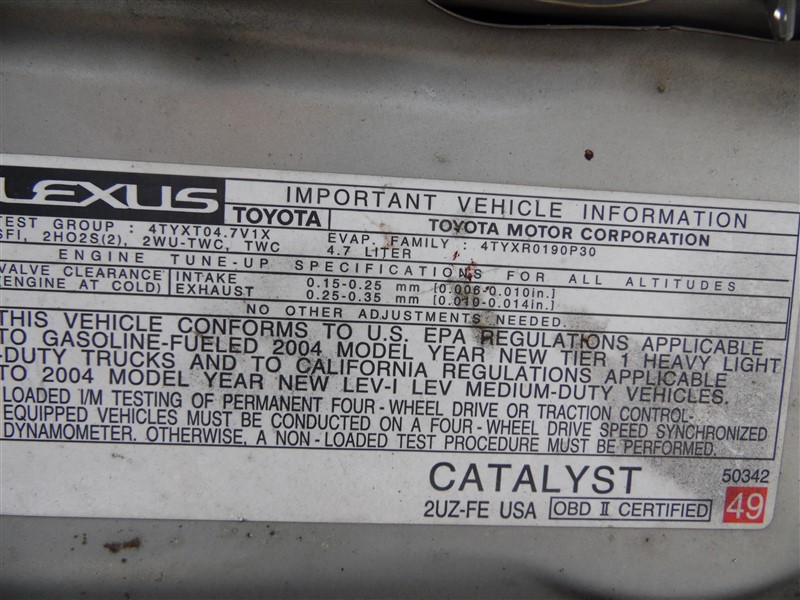 LEXUS
IMPORTANT VEHICLE INFORMATION
TOYOTA
TOYOTA MOTOR CORPORATION
TEST GROUP : 4TYXT04.7V1X
EVAP. FAMILY : 4TYXR0190P30
SFI, 2HO2S(2), 2WU-TWC, TWC
4.7 LITER
ENGINE TUNE-UP SPECIFICATIONS FOR ALL ALTITUDES
VALVE CLEARANCE INTAKE 0.15-0.25 mm [0.006-0.010in.]
(ENGINE AT COLD) EXHAUST 0.25-0.35 mm [0.010-0.014in.]
NO OTHER ADJUSTMENTS NEEDED.
THIS VEHICLE CONFORMS TO U.S. EPA REGULATIONS APPLICABLE
TO GASOLINE-FUELED 2004 MODEL YEAR NEW TIER 1 HEAVY LIGHT
-DUTY TRUCKS AND TO CALIFORNIA REGULATIONS APPLICABLE
TO 2004 MODEL YEAR NEW LEV-I LEV MEDIUM-DUTY VEHICLES.
LOADED I/M TESTING OF PERMANENT FOUR-WHEEL DRIVE OR TRACTION CONTROL-
EQUIPPED VEHICLES MUST BE CONDUCTED ON A FOUR-WHEEL DRIVE SPEED SYNCHRONIZED
DYNAMOMETER. OTHERWISE, A NON-LOADED TEST PROCEDURE MUST BE PERFORMED.
CATALYST
50342
2UZ-FE USA OBD II CERTIFIED 49